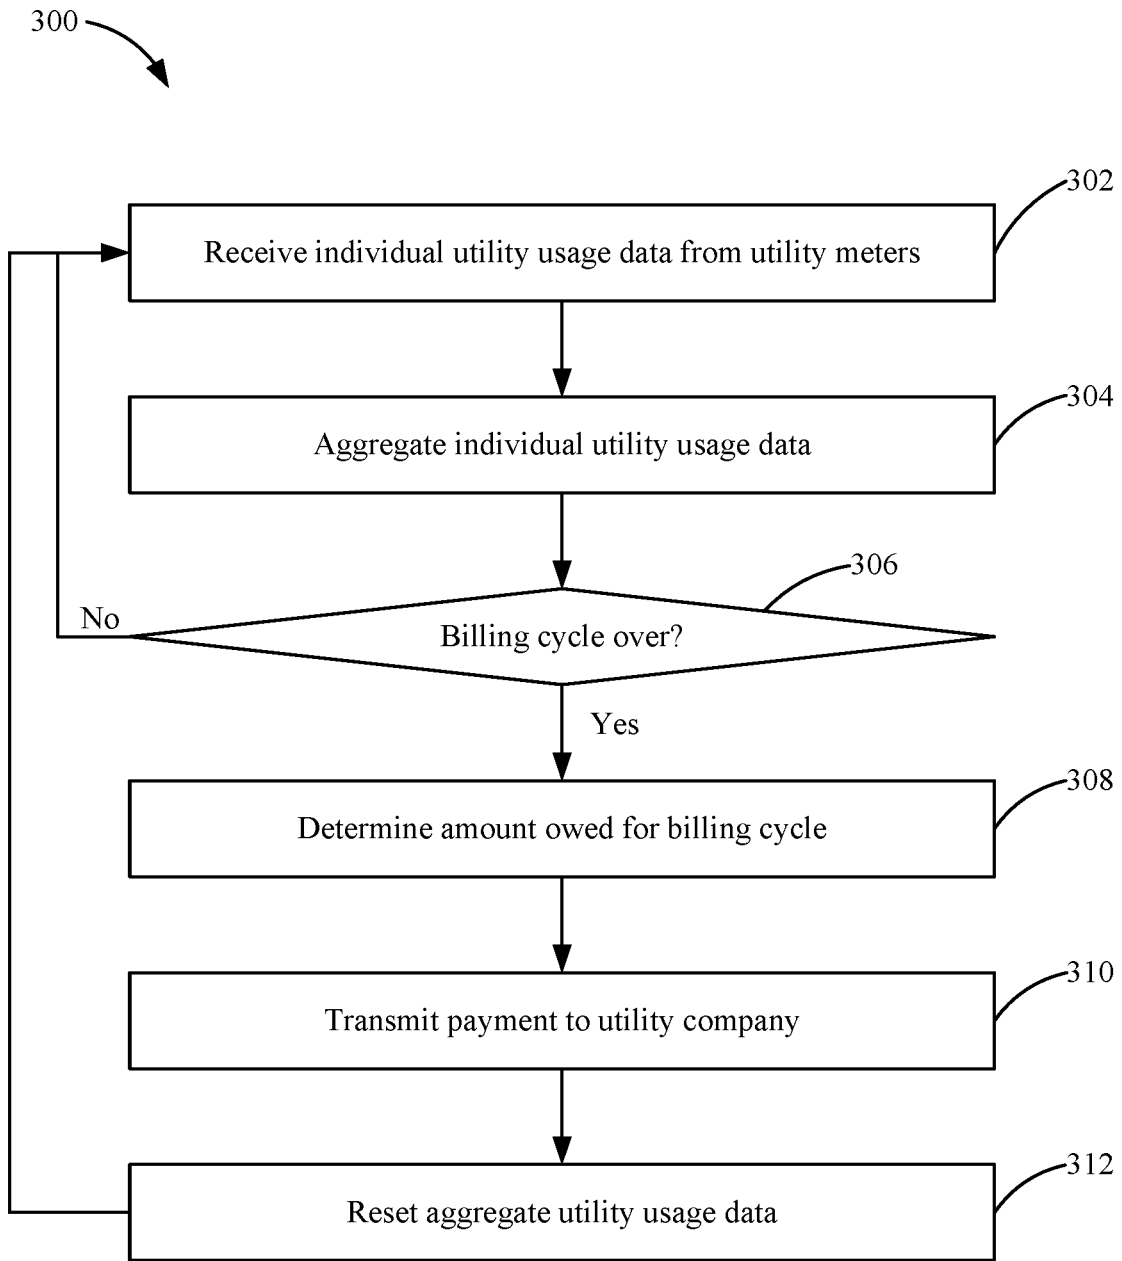 300
302
Receive individual utility usage data from utility meters
304
Aggregate individual utility usage data
306
Billing cycle over?
No
Yes
308
Determine amount owed for billing cycle
310
Transmit payment to utility company
312
Reset aggregate utility usage data